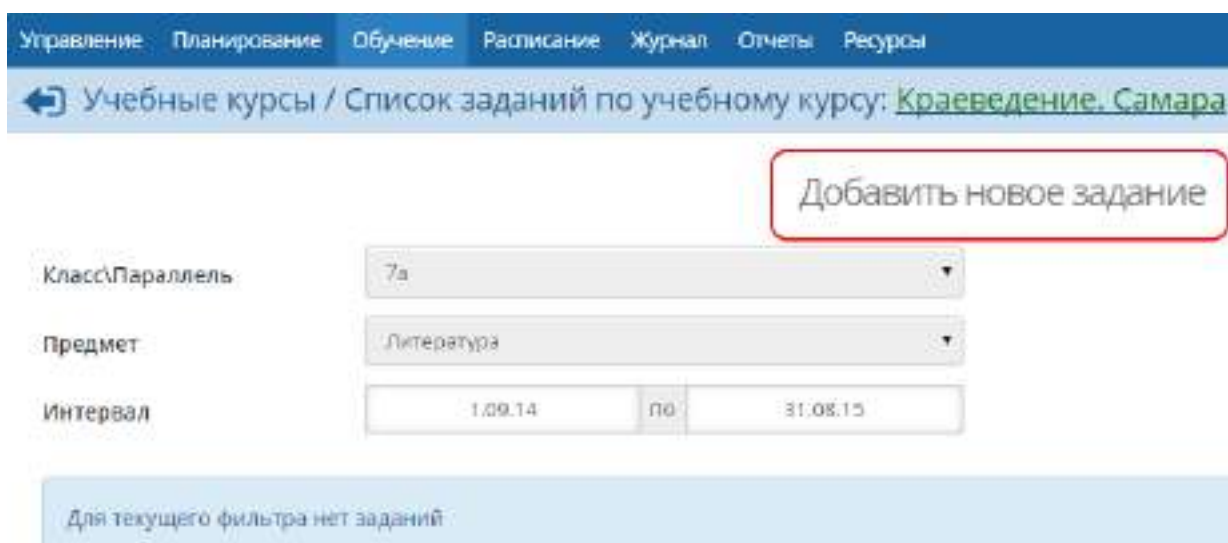 Управление Планирование Обучение Расписание Журнал Отчеты Ресурсы
Учебные курсы / Список заданий по учебному курсу: Краеведение. Самара
Добавить новое задание
Класс\Параллель 7а
Предмет Литература
Интервал 1.09.14 по 31.08.15
Для текущего фильтра нет заданий